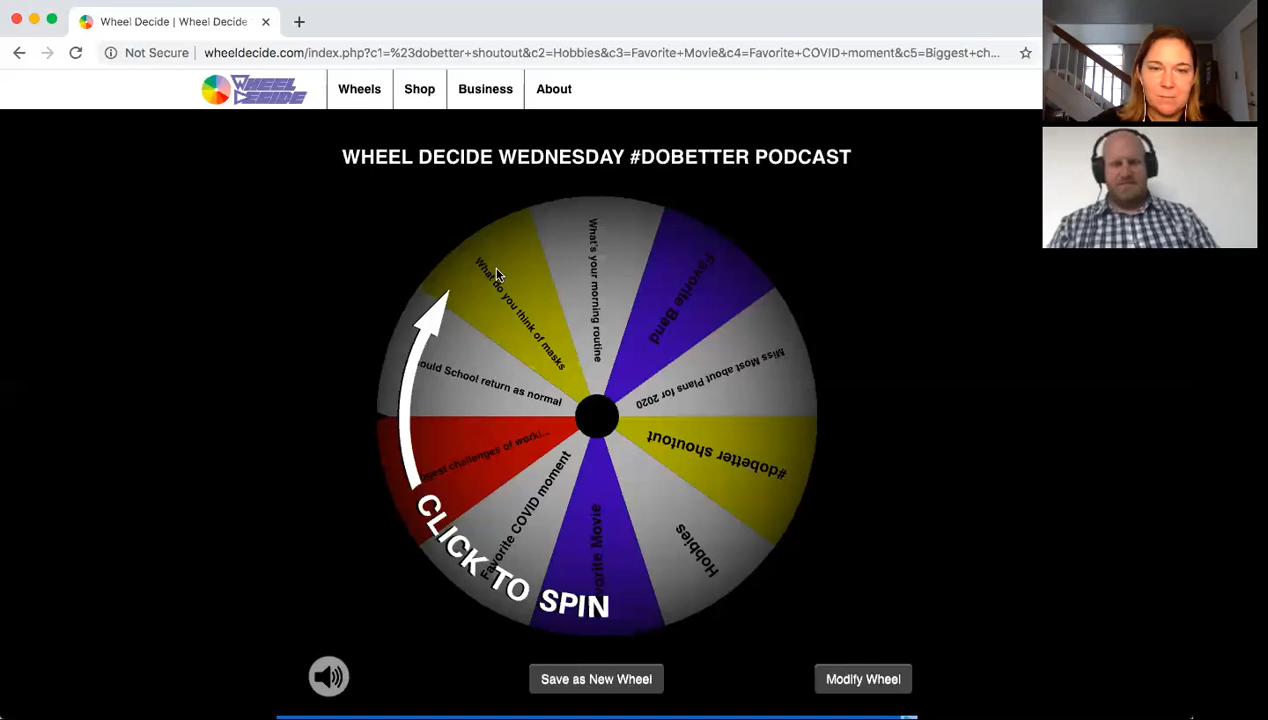 Wheel Decide | Wheel Decide
Not Secure
wheeldecide.com/index.php?c1=%23dobetter+shoutout&c2=Hobbies&c3=Favorite+Movie&c4=Favorite+COVID+moment&c5=Biggest+ch...
WHEEL DECIDE
Wheels
Shop
Business
About
WHEEL DECIDE WEDNESDAY #DOBETTER PODCAST
What do you think of masks
What's your morning routine
Favorite Band
Miss Most about Plans for 2020
#dobetter shoutout
Hobbies
orite Movie
Favorite COVID moment
gest challenges of worki...
ould School return as normal
CLICK TO SPIN
Save as New Wheel
Modify Wheel